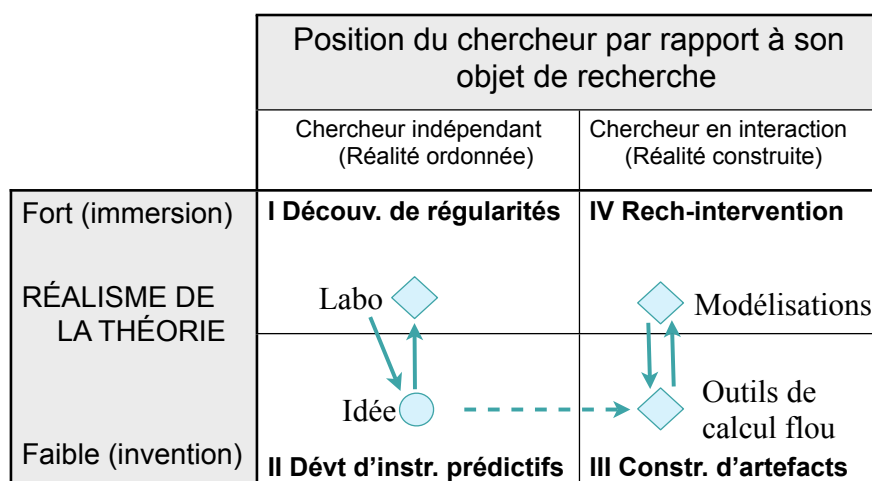 Position du chercheur par rapport à son
objet de recherche
Chercheur indépendant
(Réalité ordonnée)
Chercheur en interaction
(Réalité construite)
Fort (immersion)
I Découv. de régularités
IV Rech-intervention
RÉALISME DE
LA THÉORIE
Labo
Modélisations
Idée
Outils de
calcul flou
Faible (invention)
II Dévt d’instr. prédictifs
III Constr. d’artefacts